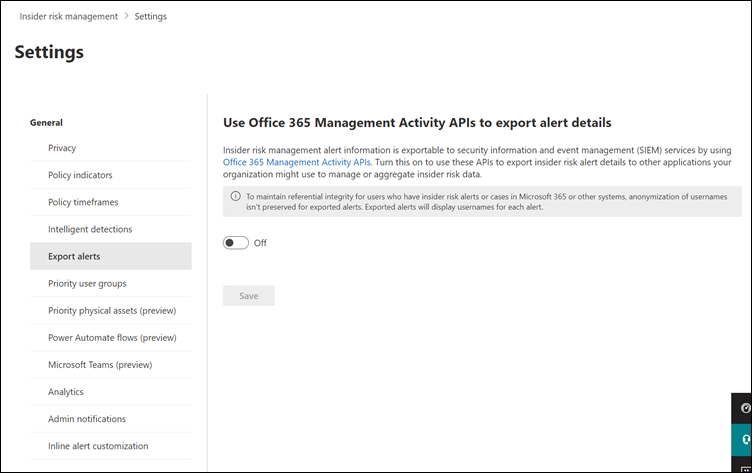 Insider risk management > Settings
Settings
General
Privacy
Policy indicators
Policy timeframes
Intelligent detections
Export alerts
Priority user groups
Priority physical assets (preview)
Power Automate flows (preview)
Microsoft Teams (preview)
Analytics
Admin notifications
Inline alert customization
Use Office 365 Management Activity APIs to export alert details
Insider risk management alert information is exportable to security information and event management (SIEM) services by using
Office 365 Management Activity APIs. Turn this on to use these APIs to export insider risk alert details to other applications your
organization might use to manage or aggregate insider risk data.
To maintain referential integrity for users who have insider risk alerts or cases in Microsoft 365 or other systems, anonymization of usernames
isn't preserved for exported alerts. Exported alerts will display usernames for each alert.
Off
Save